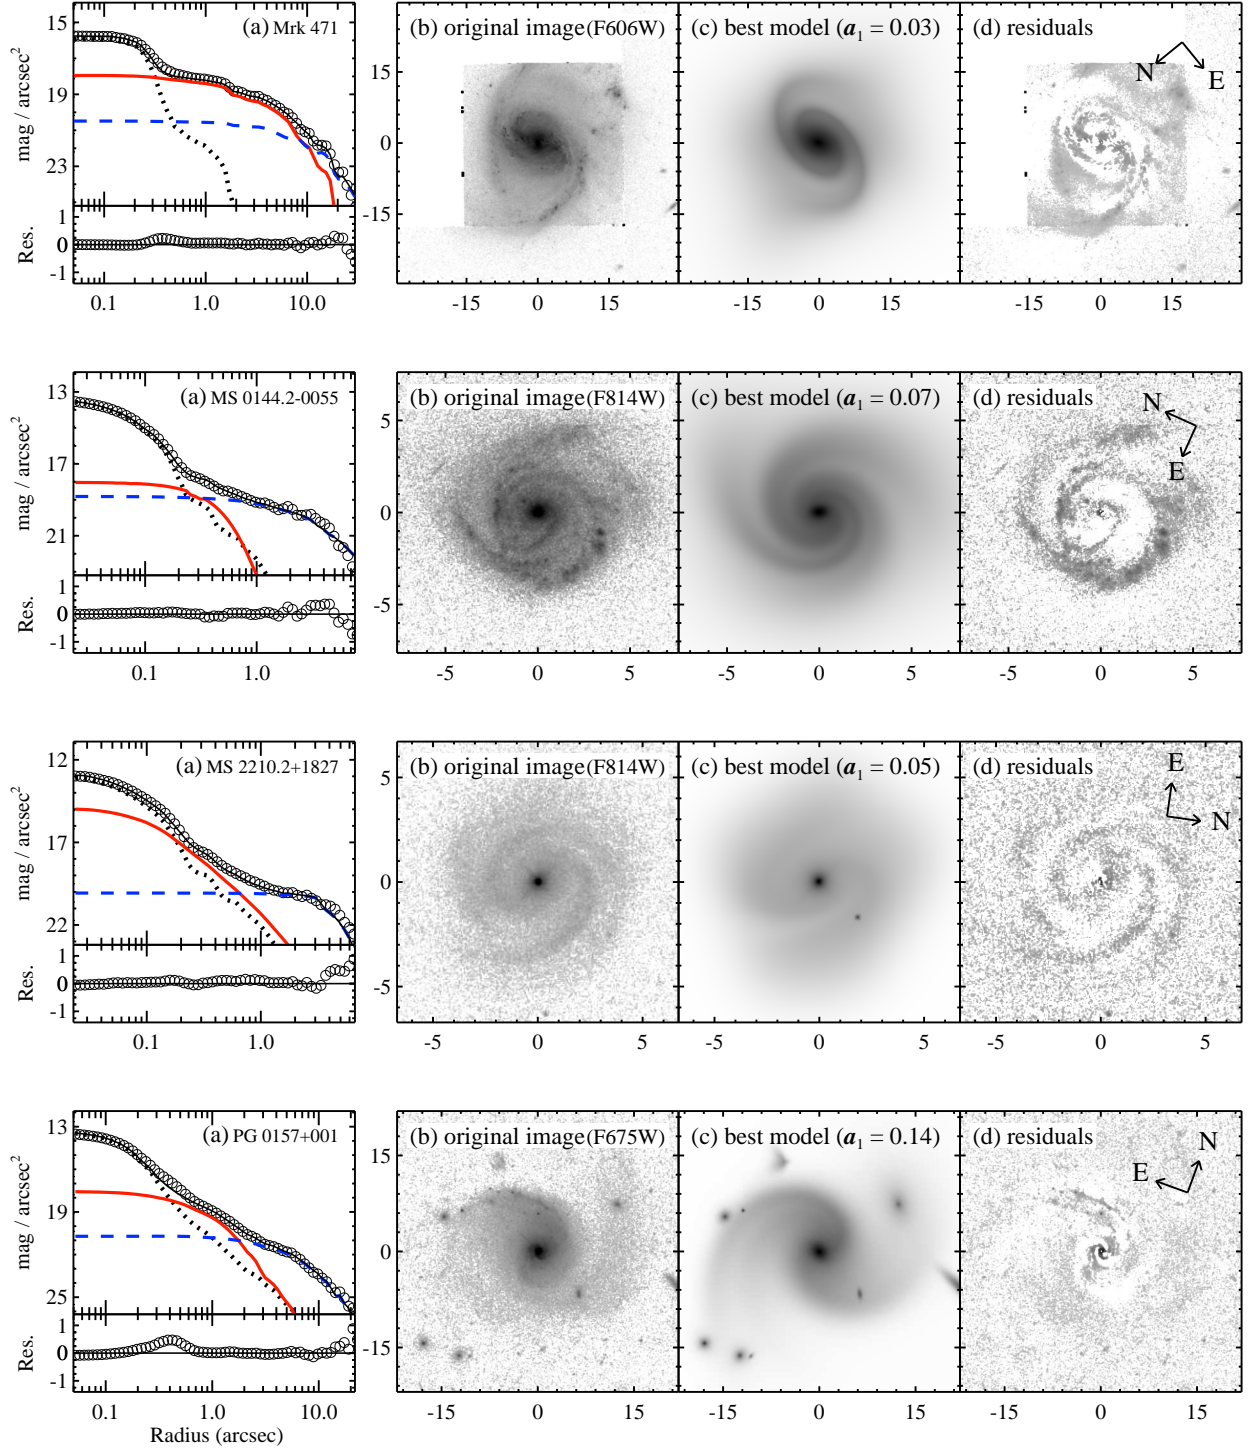 (a) Mrk 471
mag / arcsec²
15
19
23
Res.
1
0
-1
0.1 1.0 10.0
(b) original image(F606W)
15
0
-15
-15 0 15
(c) best model (a₁ = 0.03)
-15 0 15
(d) residuals
N
E
-15 0 15
(a) MS 0144.2-0055
mag / arcsec²
13
17
21
Res.
1
0
-1
0.1 1.0
(b) original image(F814W)
5
0
-5
-5 0 5
(c) best model (a₁ = 0.07)
-5 0 5
(d) residuals
N
E
-5 0 5
(a) MS 2210.2+1827
mag / arcsec²
12
17
22
Res.
1
0
-1
0.1 1.0
(b) original image(F814W)
5
0
-5
-5 0 5
(c) best model (a₁ = 0.05)
-5 0 5
(d) residuals
E
N
-5 0 5
(a) PG 0157+001
mag / arcsec²
13
19
25
Res.
1
0
-1
0.1 1.0 10.0
Radius (arcsec)
(b) original image(F675W)
15
0
-15
-15 0 15
(c) best model (a₁ = 0.14)
-15 0 15
(d) residuals
N
E
-15 0 15